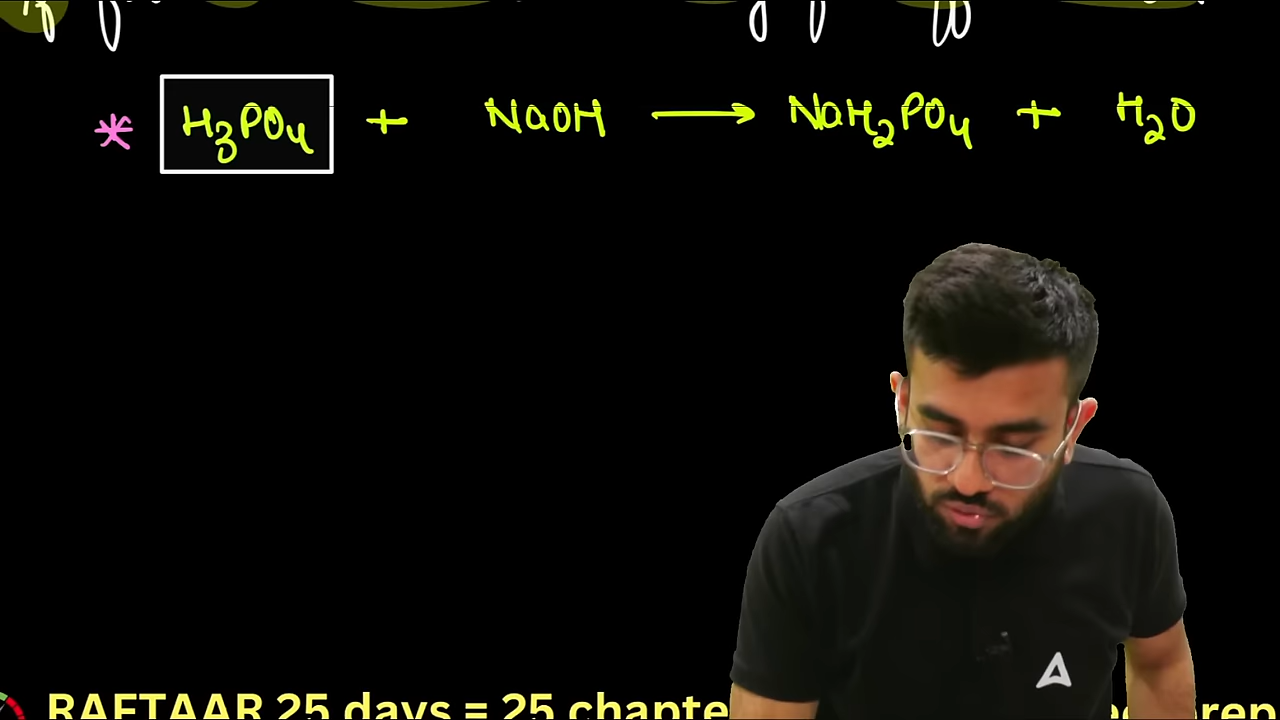 * H₃PO₄ + NaOH ⟶ NaH₂PO₄ + H₂O
RAFTAAR 25 days = 25 chapte